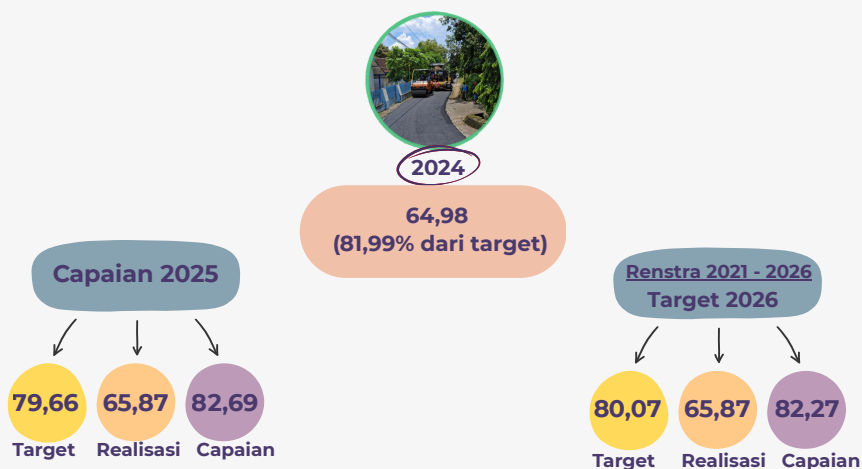 2024
64,98
(81,99% dari target)
Capaian 2025
79,66
65,87
82,69
Target
Realisasi
Capaian
Renstra 2021 - 2026
Target 2026
80,07
65,87
82,27
Target
Realisasi
Capaian